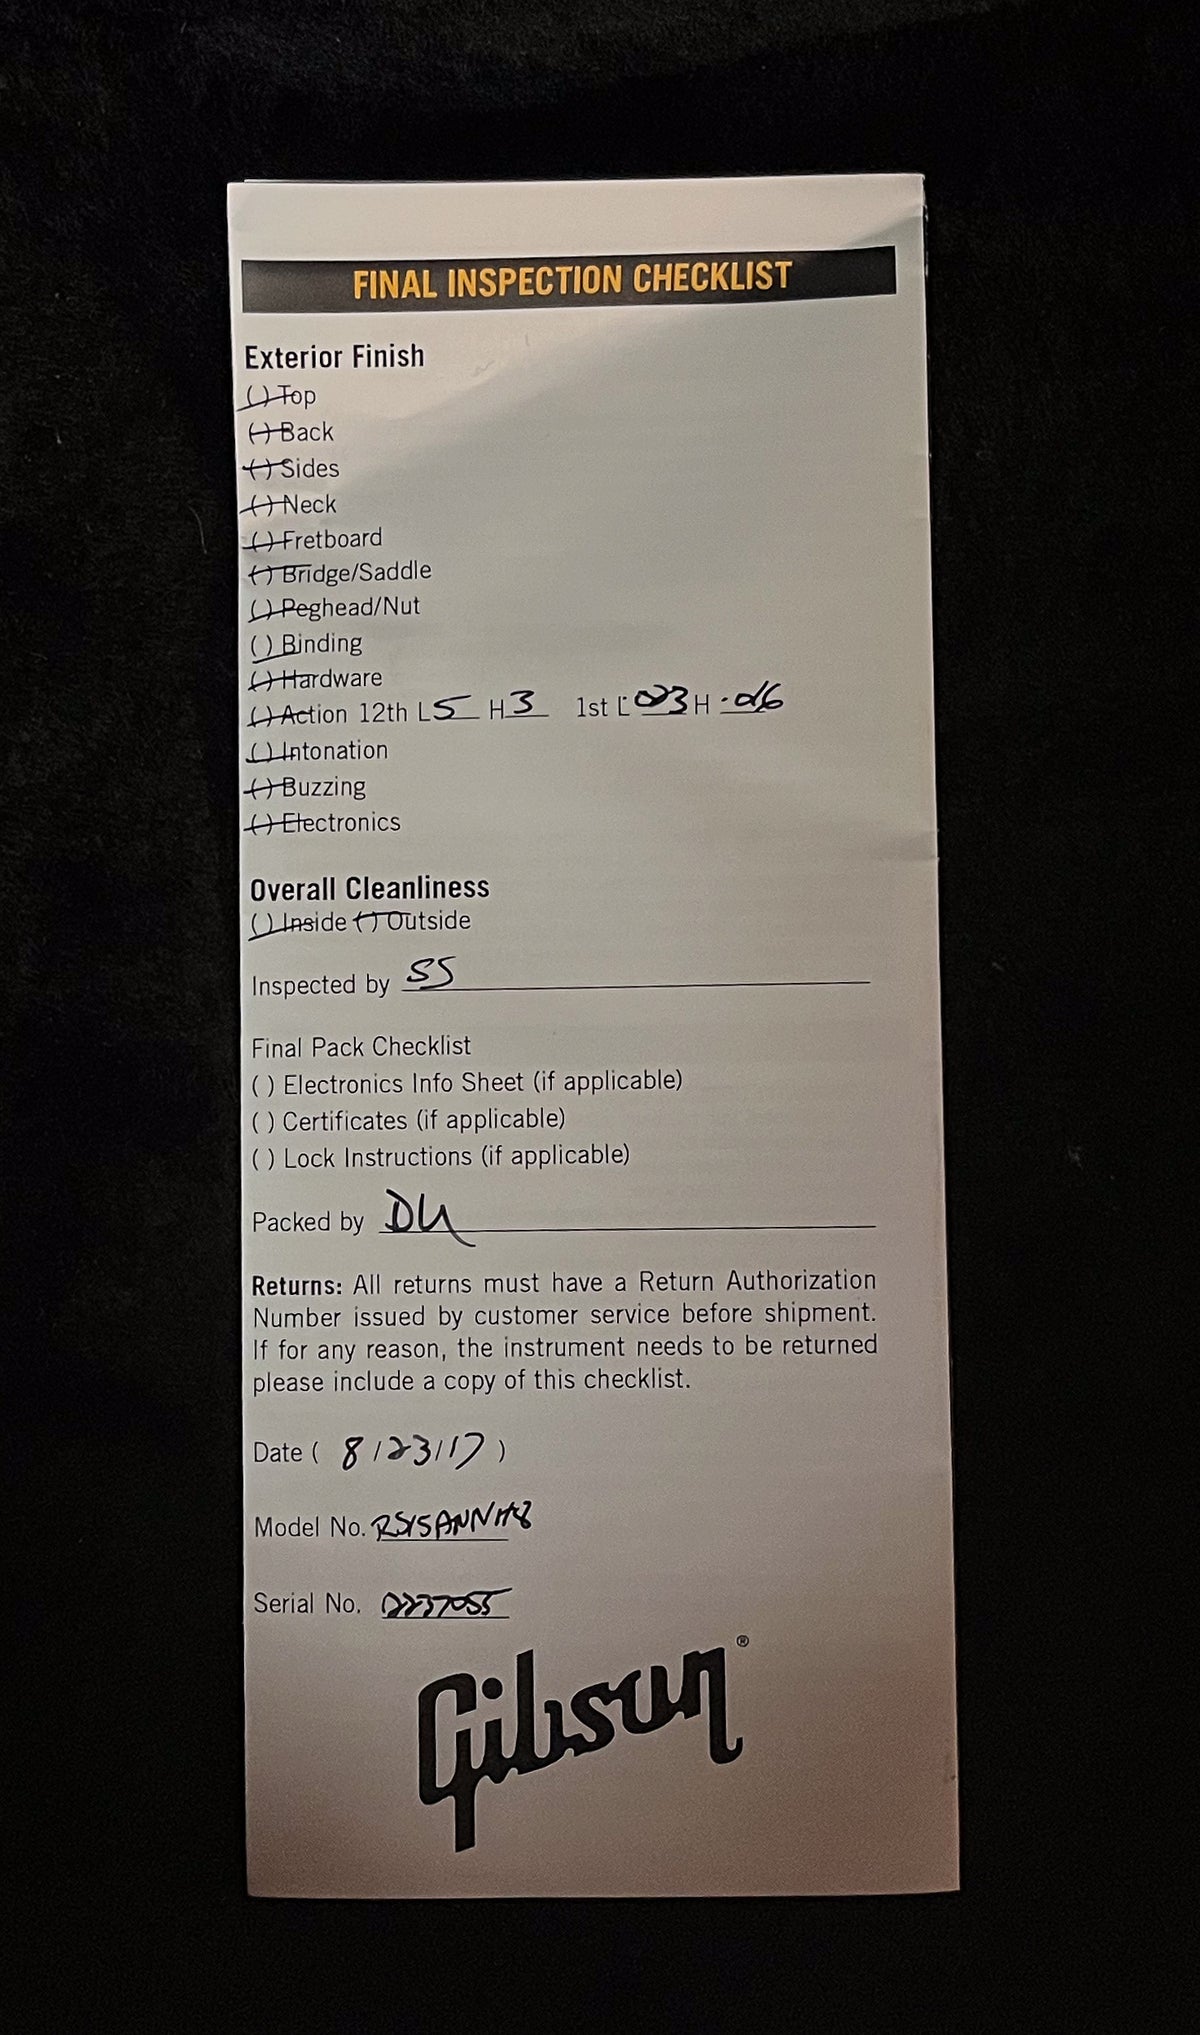 FINAL INSPECTION CHECKLIST
Exterior Finish
( ) Top
( ) Back
( ) Sides
( ) Neck
( ) Fretboard
( ) Bridge/Saddle
( ) Peghead/Nut
( ) Binding
( ) Hardware
( ) Action 12th L 5 H 3 1st L H
( ) Intonation
( ) Buzzing
( ) Electronics
Overall Cleanliness
( ) Inside ( ) Outside
Inspected by SS
Final Pack Checklist
( ) Electronics Info Sheet (if applicable)
( ) Certificates (if applicable)
( ) Lock Instructions (if applicable)
Packed by
Returns: All returns must have a Return Authorization
Number issued by customer service before shipment.
If for any reason, the instrument needs to be returned
please include a copy of this checklist.
Date ( 8/23/17 )
Model No. RS15ANNH8
Serial No.
Gibson®